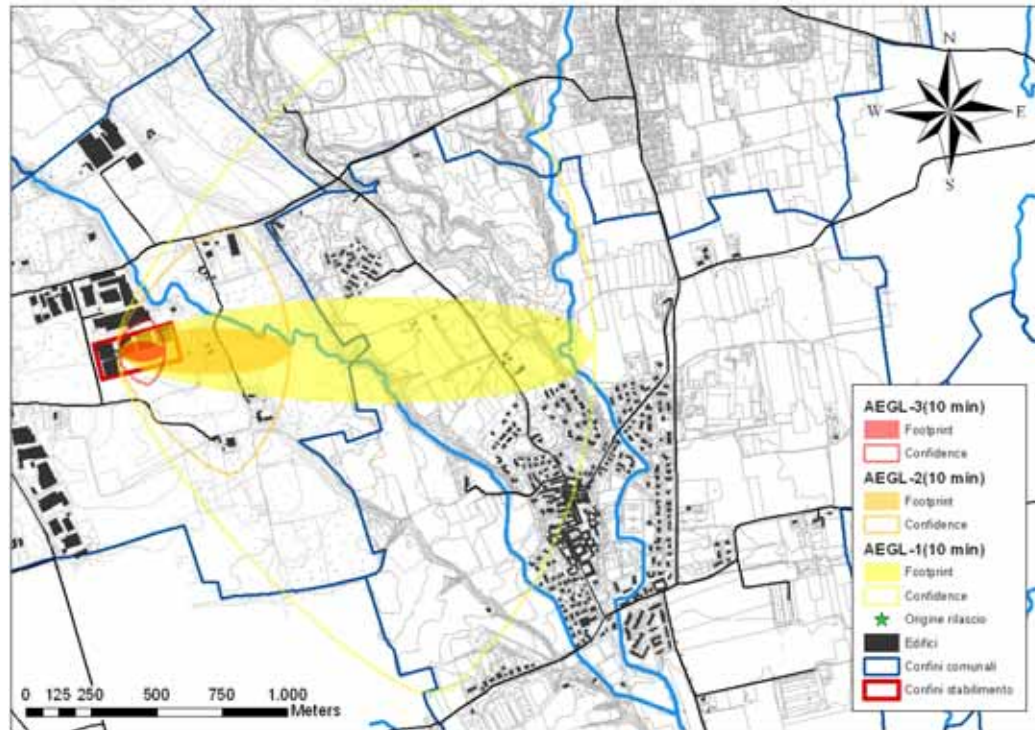 N
W E
S
AEGL-3(10 min)
Footprint
Confidence
AEGL-2(10 min)
Footprint
Confidence
AEGL-1(10 min)
Footprint
Confidence
Origine rilascio
Edifici
Confini comunali
Confini stabilimento
0 125 250 500 750 1.000
Meters